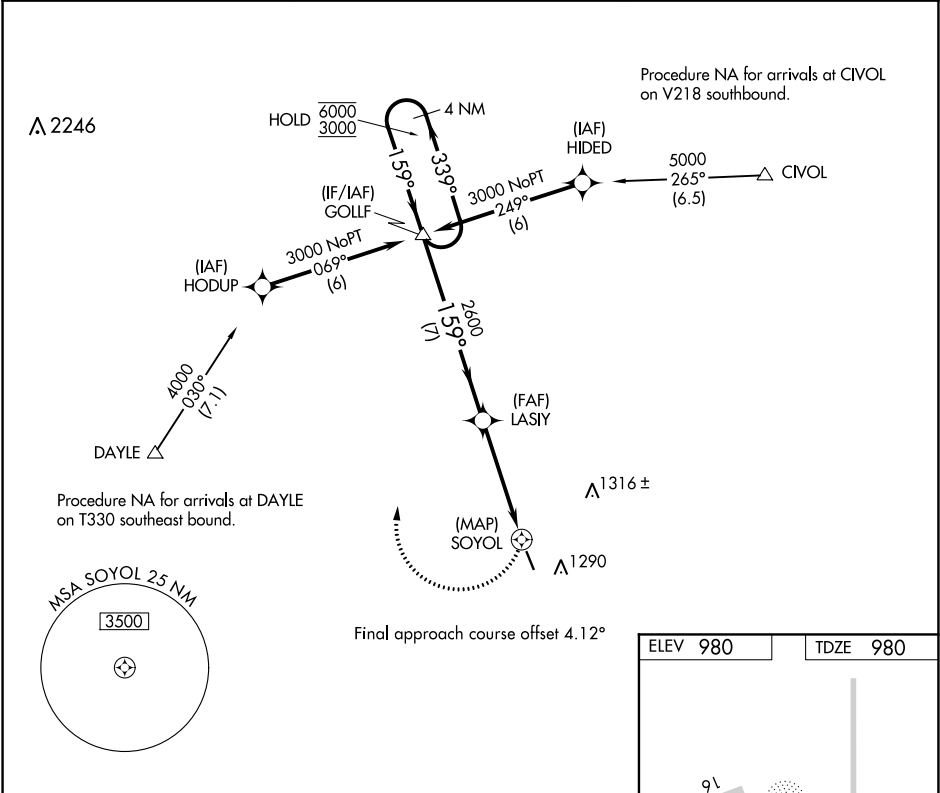 Procedure NA for arrivals at CIVOL
on V218 southbound.
2246
HOLD 6000
3000
4 NM
159°
339°
(IAF)
HIDED
5000
265°
(6.5)
CIVOL
3000 NoPT
249°
(6)
(IF/IAF)
GOLLF
3000 NoPT
069°
(6)
(IAF)
HODUP
2600
159°
(7)
4000
030°
(7.1)
DAYLE
(FAF)
LASIY
Procedure NA for arrivals at DAYLE
on T330 southeast bound.
1316 ±
(MAP)
SOYOL
1290
MSA SOYOL 25 NM
3500
Final approach course offset 4.12°
ELEV 980
TDZE 980
16